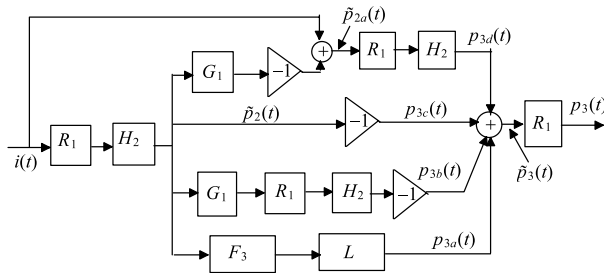 p̃₂ₐ(t)
R₁ H₂ p₃d(t)
+
G₁ −1
p̃₂(t) −1 p₃c(t) + R₁ p₃(t)
i(t) R₁ H₂
p̃₃(t)
G₁ R₁ H₂ −1 p₃b(t)
F₃ L p₃ₐ(t)